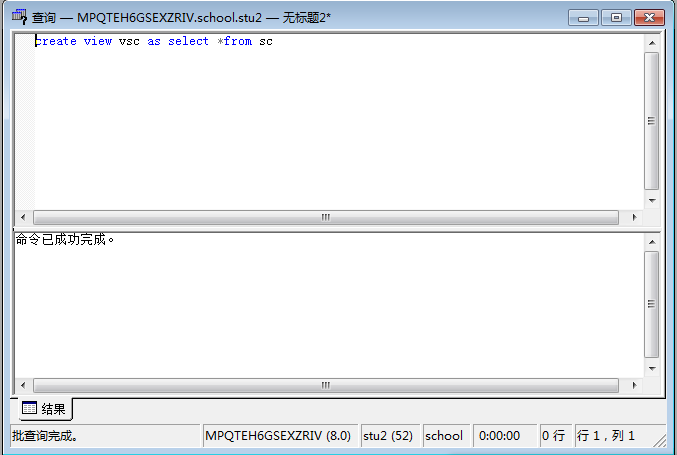 查询 — MPQTEH6GSEXZRIV.school.stu2 — 无标题2*
create view vsc as select *from sc
命令已成功完成。
结果
批查询完成。 MPQTEH6GSEXZRIV (8.0) stu2 (52) school 0:00:00 0 行 行 1，列 1